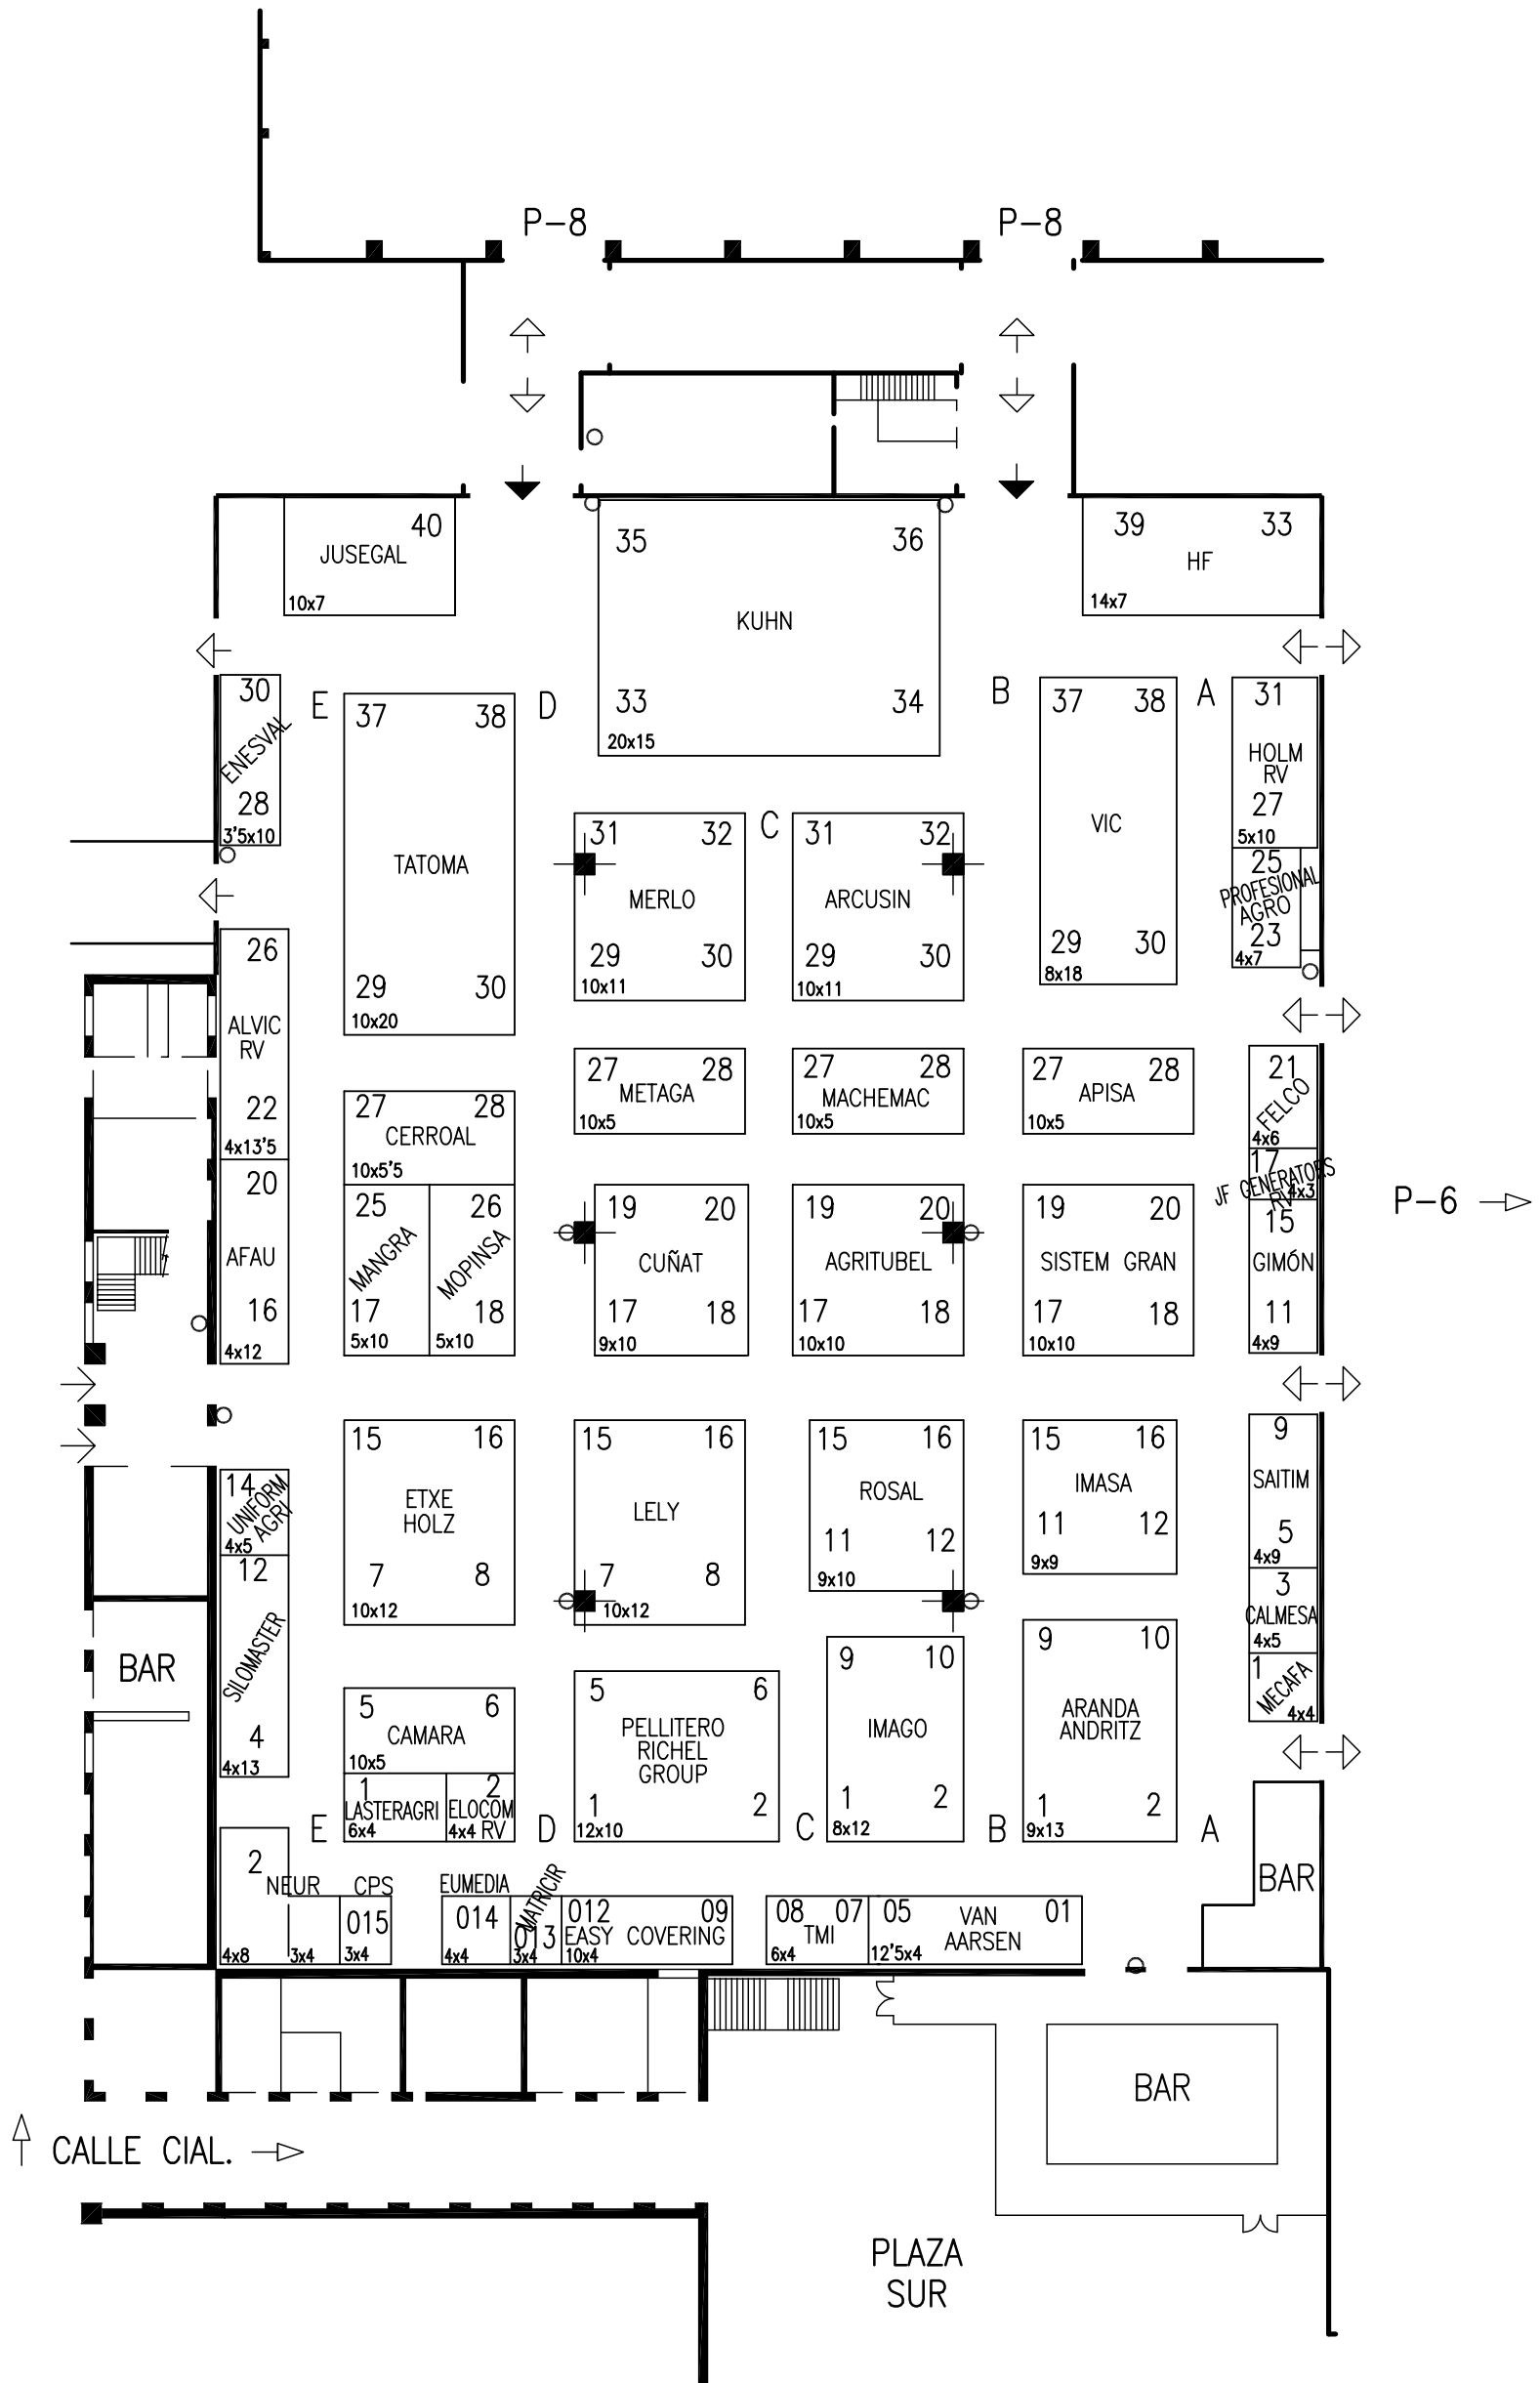 P-8
P-8
40
JUSEGAL
10x7
35
36
KUHN
33
34
20x15
39
33
HF
14x7
30
ENESVAL
28
3'5x10
E
37
38
TATOMA
29
30
10x20
D
B
37
38
VIC
29
30
8x18
A
31
HOLM
RV
27
5x10
25
PROFESIONAL
AGRO
23
4x7
31
32
MERLO
29
30
10x11
C
31
32
ARCUSIN
29
30
10x11
26
ALVIC
RV
22
4x13'5
20
AFAU
16
4x12
27
28
CERROAL
10x5'5
25
MANGRA
17
5x10
26
MOPINSA
18
5x10
27
28
METAGA
10x5
27
28
MACHEMAC
10x5
27
28
APISA
10x5
21
FELCO
4x6
17
JF GENERATORS
RV
4x3
15
GIMÓN
11
4x9
P-6
19
20
CUÑAT
17
18
9x10
19
20
AGRITUBEL
17
18
10x10
19
20
SISTEM GRAN
17
18
10x10
14
UNIFORM
AGRI
4x5
12
SILOMASTER
4
4x13
15
16
ETXE
HOLZ
7
8
10x12
15
16
LELY
7
8
10x12
15
16
ROSAL
11
12
9x10
15
16
IMASA
11
12
9x9
9
SAITIM
5
4x9
3
CALMESA
4x5
1
MECAFA
4x4
BAR
5
6
CAMARA
10x5
1
LASTERAGRI
6x4
2
ELOCOM
RV
4x4
5
6
PELLITERO
RICHEL
GROUP
1
2
12x10
9
10
IMAGO
1
2
8x12
9
10
ARANDA
ANDRITZ
1
2
9x13
E
D
C
B
A
BAR
2
NEUR
4x8
3x4
CPS
015
3x4
EUMEDIA
014
4x4
MATRICIR
013
3x4
012
09
EASY COVERING
10x4
08
07
TMI
6x4
05
01
VAN
AARSEN
12'5x4
BAR
CALLE CIAL.
PLAZA
SUR